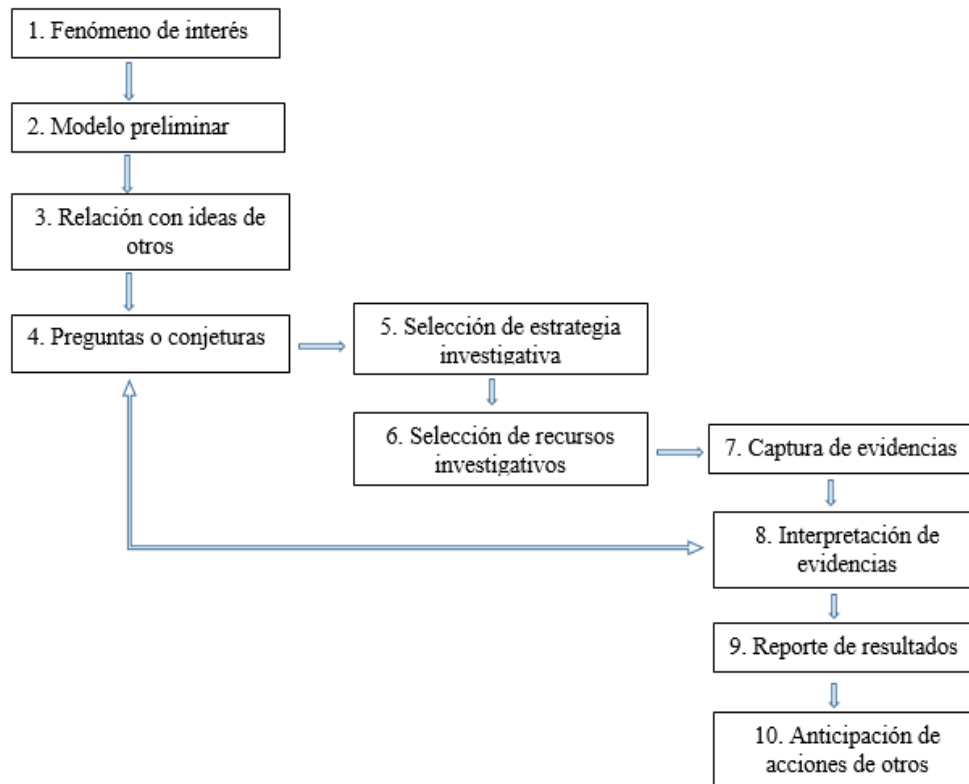 1. Fenómeno de interés
2. Modelo preliminar
3. Relación con ideas de
otros
4. Preguntas o conjeturas
5. Selección de estrategia
investigativa
6. Selección de recursos
investigativos
7. Captura de evidencias
8. Interpretación de
evidencias
9. Reporte de resultados
10. Anticipación de
acciones de otros